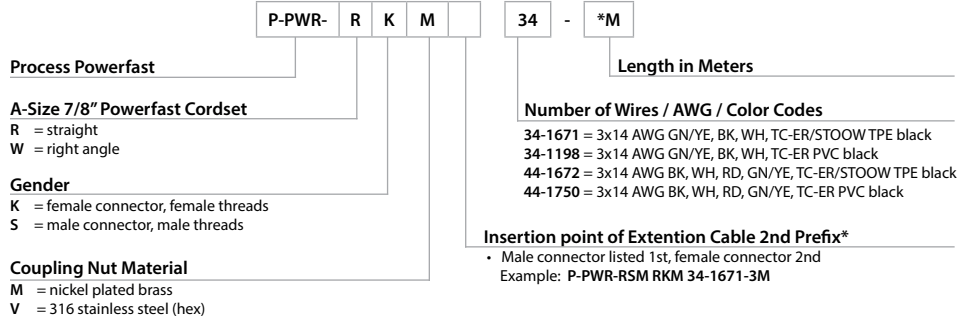 P-PWR- R K M 34 - *M
Process Powerfast
Length in Meters
A-Size 7/8” Powerfast Cordset
R = straight
W = right angle
Number of Wires / AWG / Color Codes
34-1671 = 3x14 AWG GN/YE, BK, WH, TC-ER/STOOW TPE black
34-1198 = 3x14 AWG GN/YE, BK, WH, TC-ER PVC black
44-1672 = 3x14 AWG BK, WH, RD, GN/YE, TC-ER/STOOW TPE black
44-1750 = 3x14 AWG BK, WH, RD, GN/YE, TC-ER PVC black
Gender
K = female connector, female threads
S = male connector, male threads
Insertion point of Extention Cable 2nd Prefix*
• Male connector listed 1st, female connector 2nd
Example: P-PWR-RSM RKM 34-1671-3M
Coupling Nut Material
M = nickel plated brass
V = 316 stainless steel (hex)